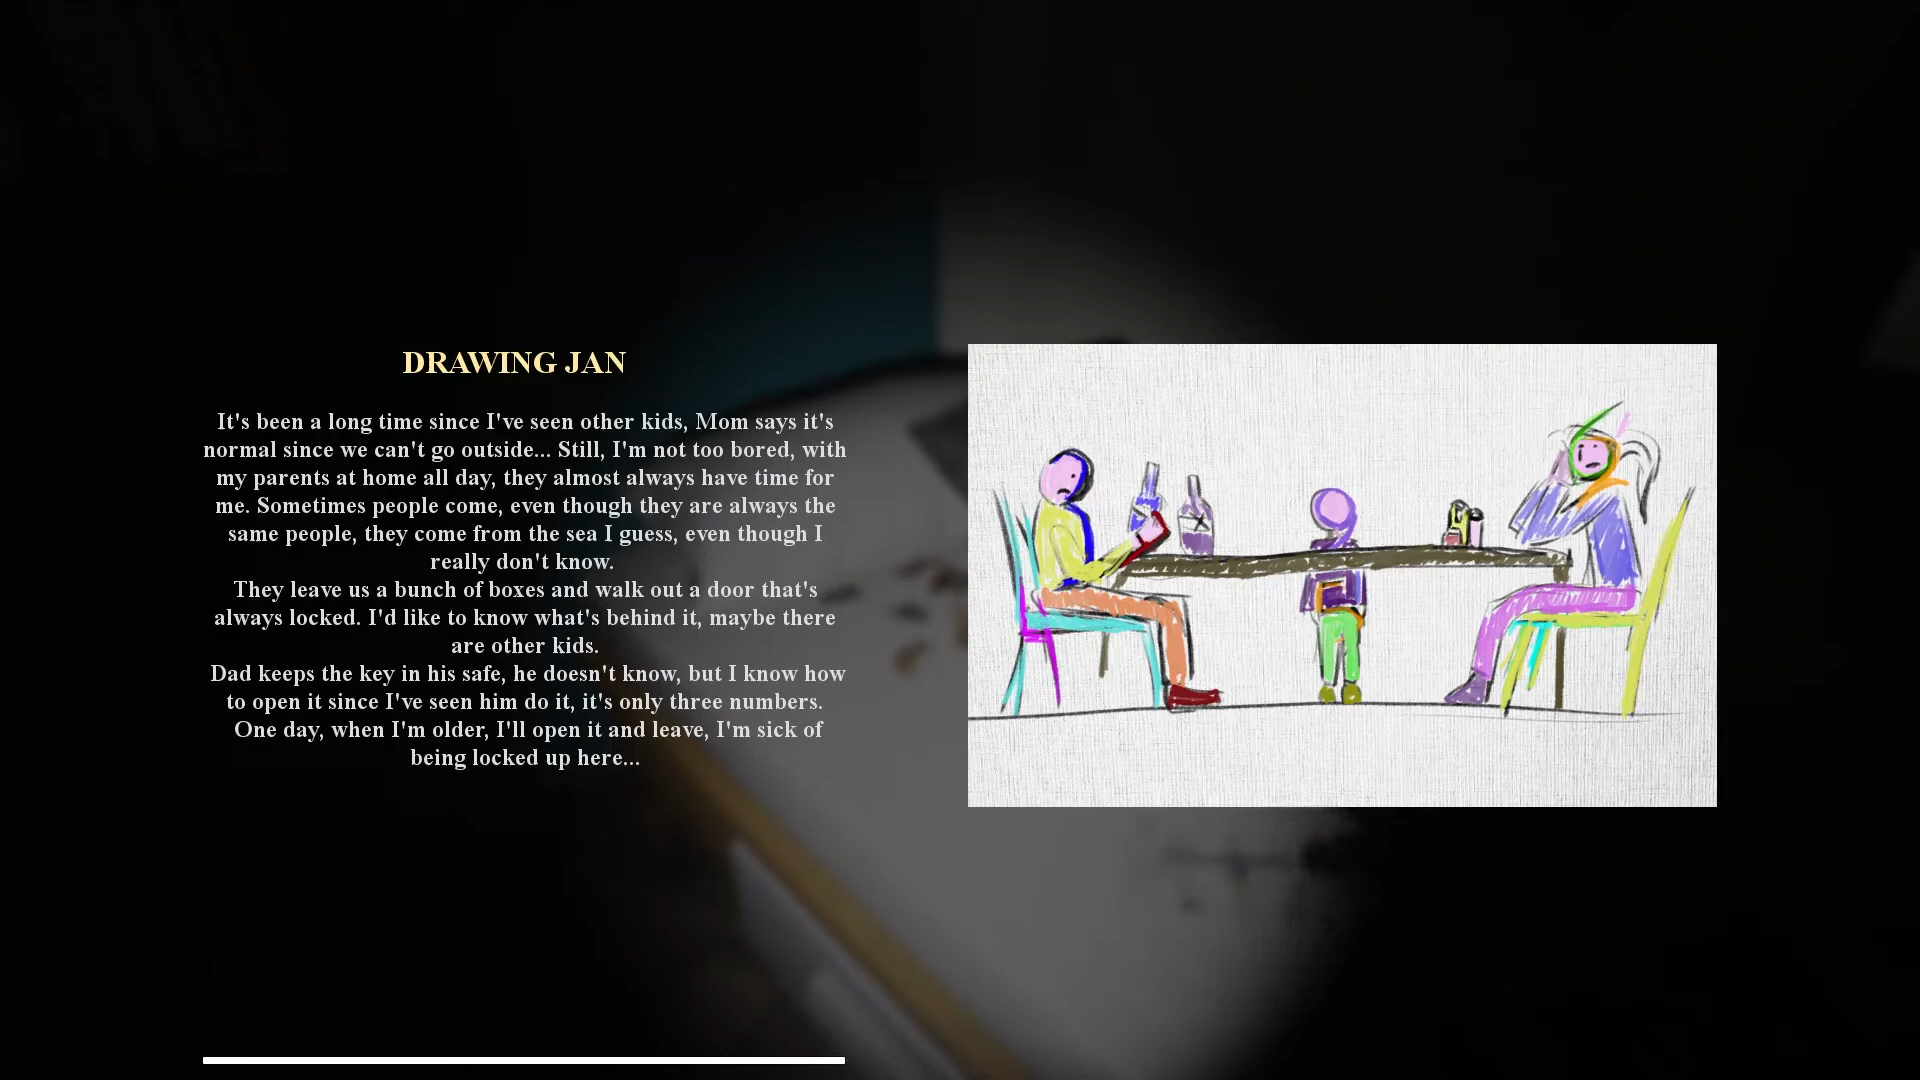 DRAWING JAN
It's been a long time since I've seen other kids, Mom says it's
normal since we can't go outside... Still, I'm not too bored, with
my parents at home all day, they almost always have time for
me. Sometimes people come, even though they are always the
same people, they come from the sea I guess, even though I
really don't know.
They leave us a bunch of boxes and walk out a door that's
always locked. I'd like to know what's behind it, maybe there
are other kids.
Dad keeps the key in his safe, he doesn't know, but I know how
to open it since I've seen him do it, it's only three numbers.
One day, when I'm older, I'll open it and leave, I'm sick of
being locked up here...